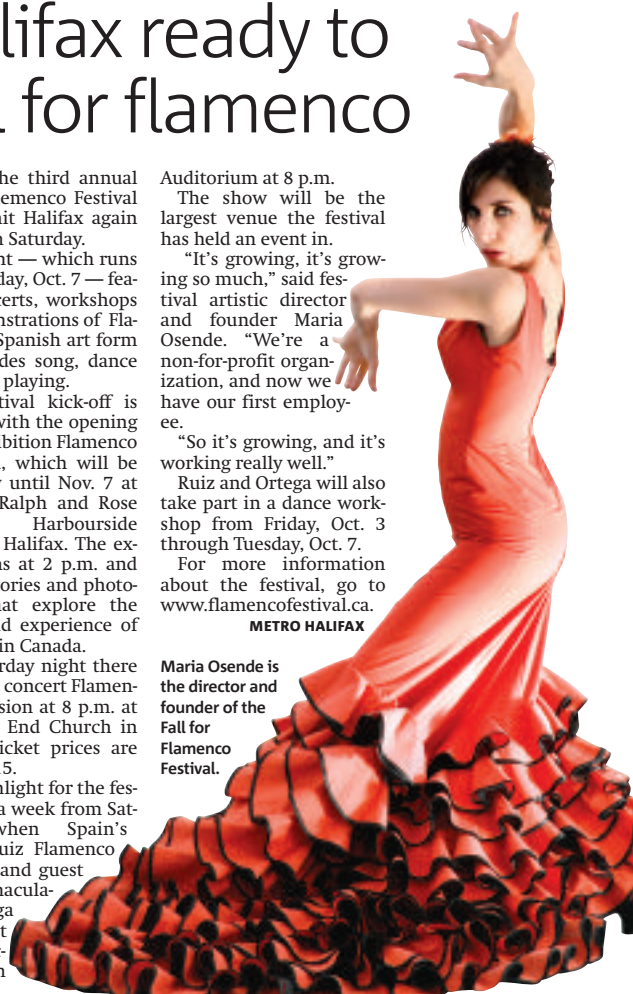 lifax ready to
for flamenco
he third annual
emenco Festival
it Halifax again
Saturday.
nt — which runs
day, Oct. 7 — fea-
certs, workshops
nstrations of Fla-
Spanish art form
des song, dance
playing.
tival kick-off is
with the opening
ibition Flamenco
, which will be
until Nov. 7 at
Ralph and Rose
Harbourside
Halifax. The ex-
ns at 2 p.m. and
ories and photo-
hat explore the
d experience of
in Canada.
rday night there
concert Flamen-
sion at 8 p.m. at
End Church in
icket prices are
5.
hlight for the fes-
a week from Sat-
when Spain's
uiz Flamenco
and guest
macula-
ga
t
-
n
Auditorium at 8 p.m.
The show will be the
largest venue the festival
has held an event in.
“It's growing, it's grow-
ing so much,” said fes-
tival artistic director
and founder Maria
Osende. “We're a
non-for-profit organ-
ization, and now we
have our first employ-
ee.
“So it's growing, and it's
working really well.”
Ruiz and Ortega will also
take part in a dance work-
shop from Friday, Oct. 3
through Tuesday, Oct. 7.
For more information
about the festival, go to
www.flamencofestival.ca.
METRO HALIFAX
Maria Osende is
the director and
founder of the
Fall for
Flamenco
Festival.